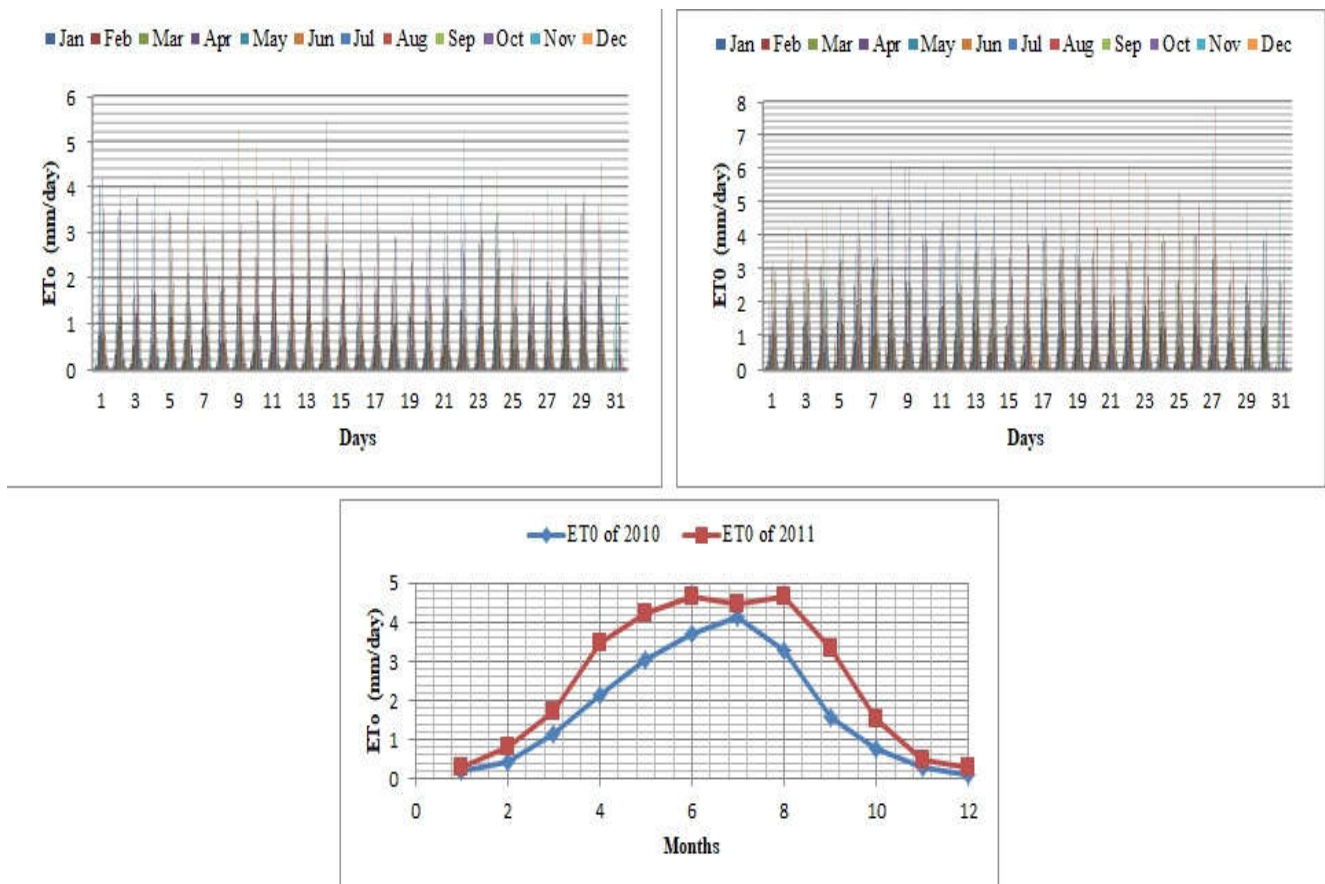 Jan Feb Mar Apr May Jun Jul Aug Sep Oct Nov Dec
6
5
4
3
2
1
0
ETo (mm/day)
1 3 5 7 9 11 13 15 17 19 21 23 25 27 29 31
Days
Jan Feb Mar Apr May Jun Jul Aug Sep Oct Nov Dec
8
7
6
5
4
3
2
1
0
ET0 (mm/day)
1 3 5 7 9 11 13 15 17 19 21 23 25 27 29 31
Days
ET0 of 2010 ET0 of 2011
5
4
3
2
1
0
ETo (mm/day)
0 2 4 6 8 10 12
Months